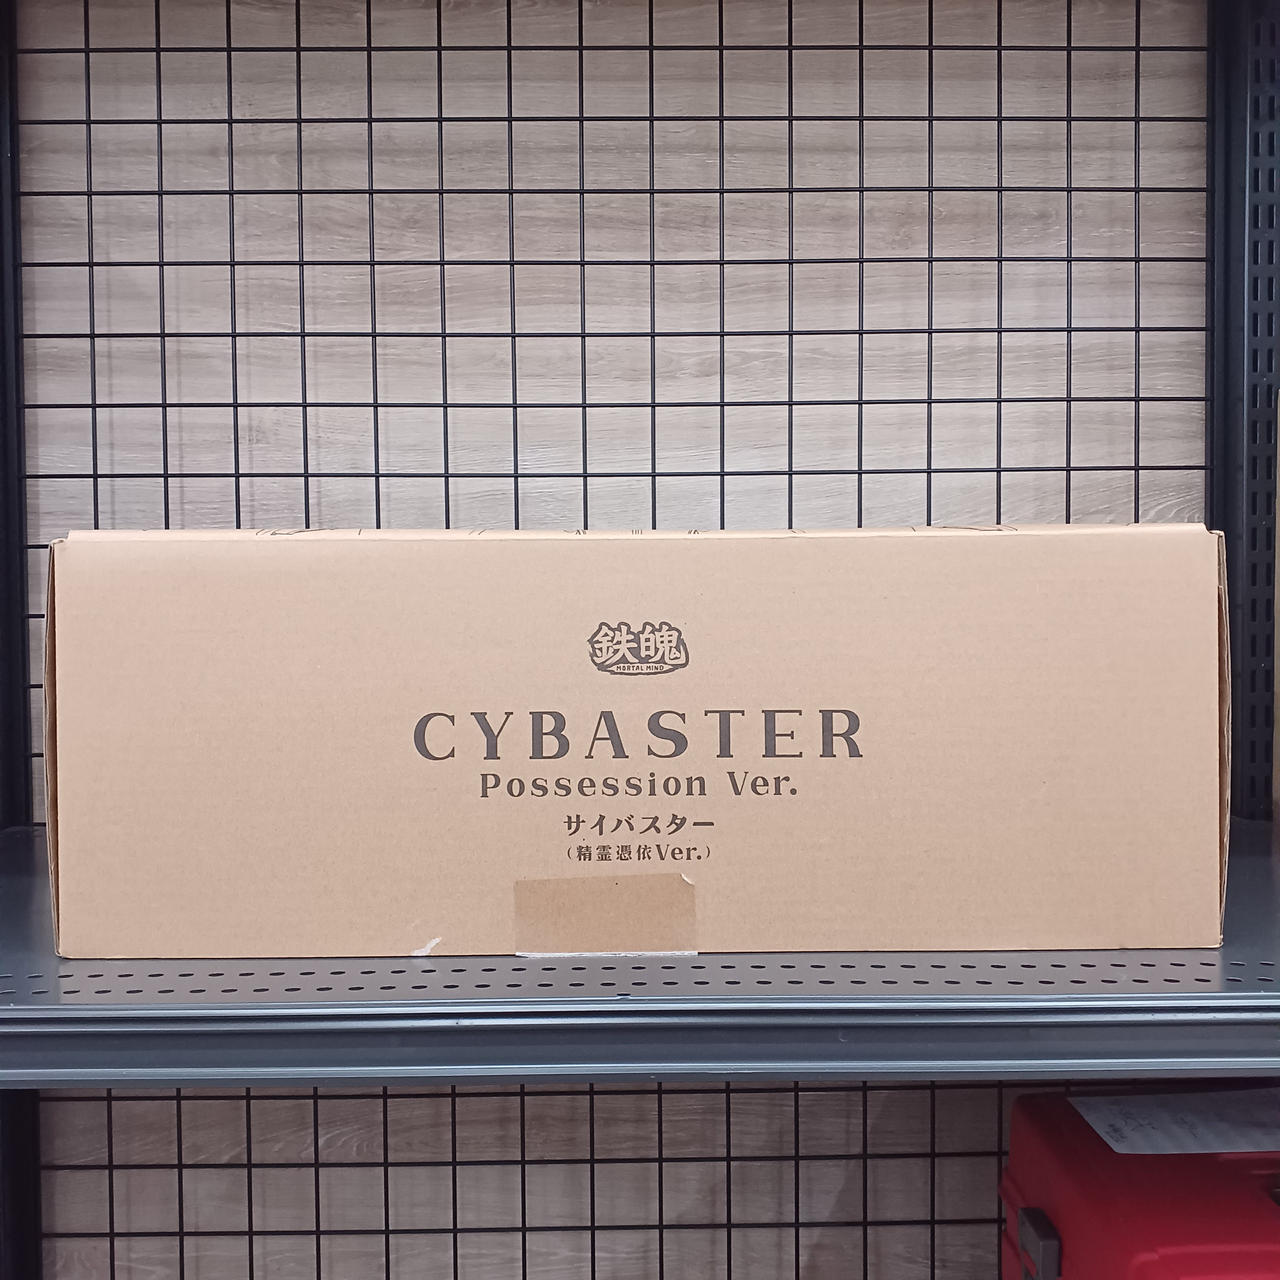 鉄魄
MORTAL MIND
CYBASTER
Possession Ver.
サイバスター
（精霊憑依Ver.）